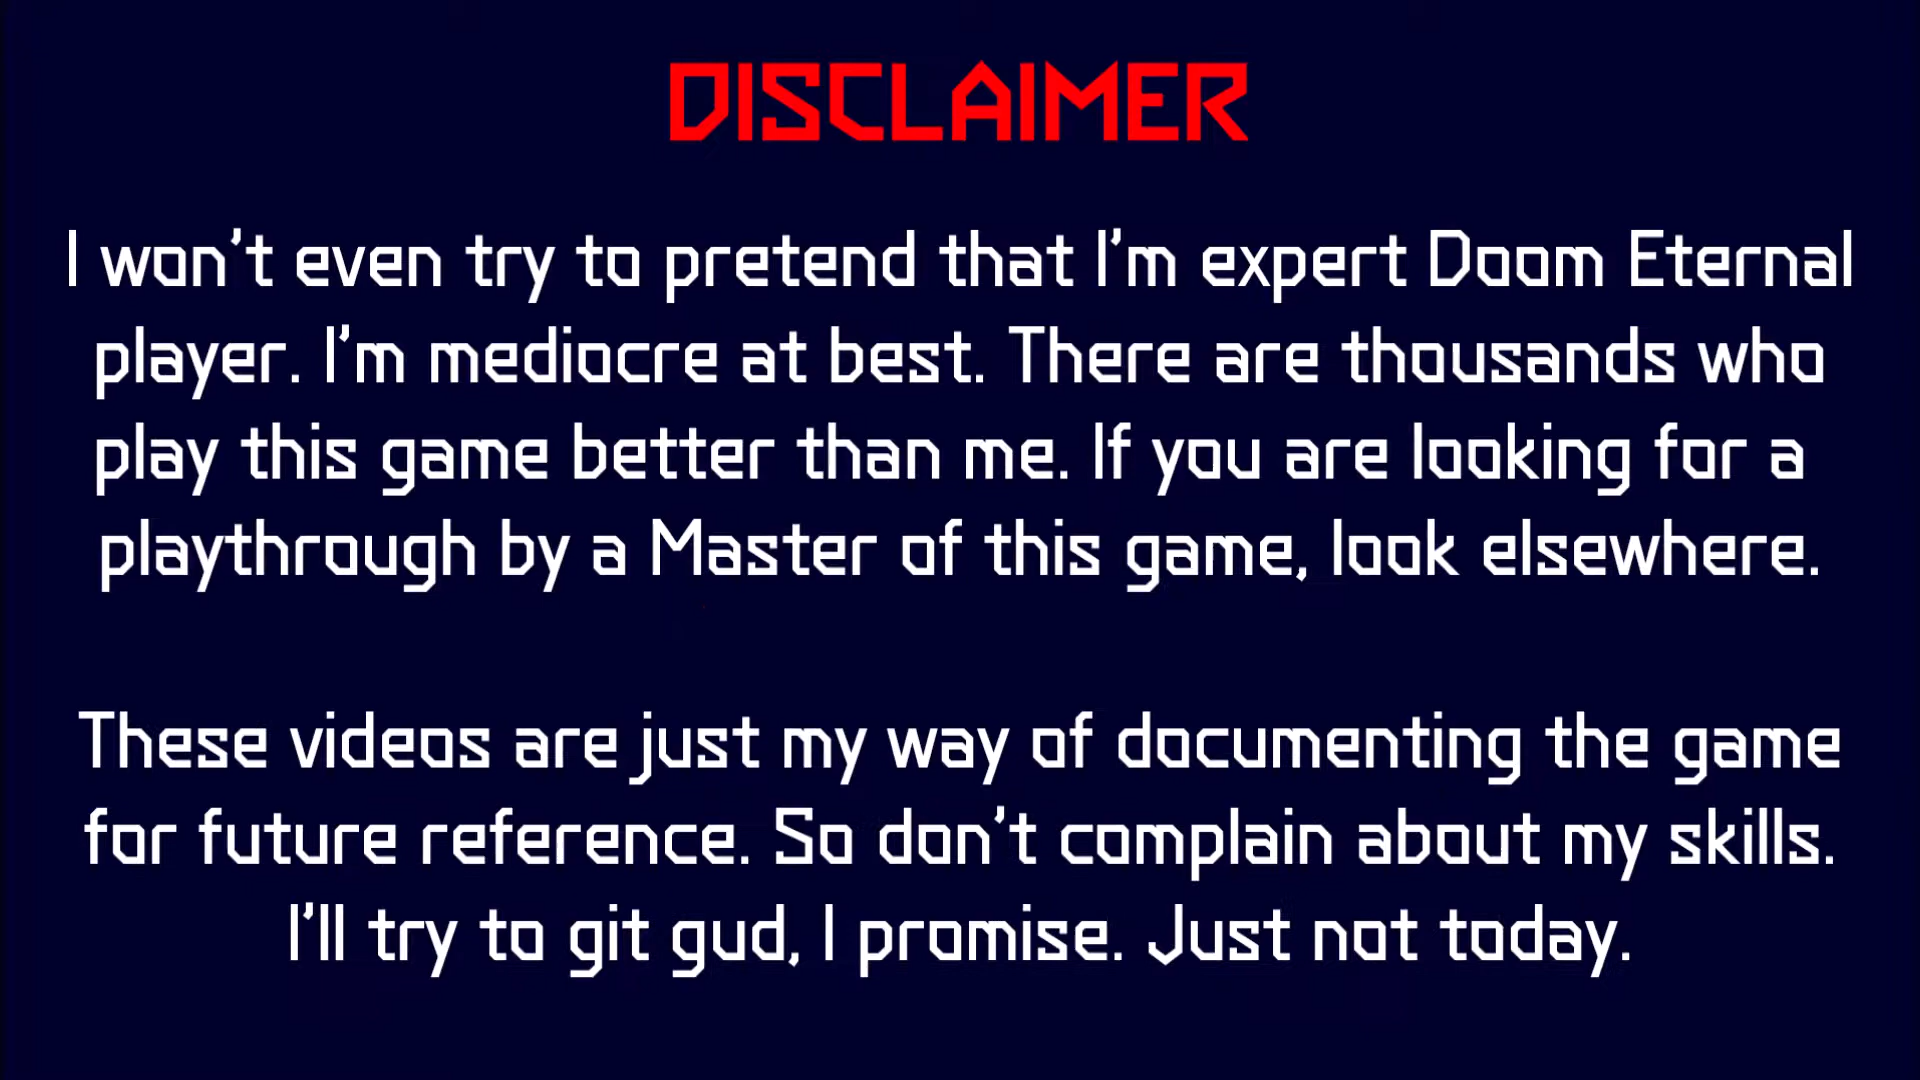 DISCLAIMER
I won't even try to pretend that I'm expert Doom Eternal
player. I'm mediocre at best. There are thousands who
play this game better than me. If you are looking for a
playthrough by a Master of this game, look elsewhere.
These videos are just my way of documenting the game
for future reference. So don't complain about my skills.
I'll try to git gud, I promise. Just not today.